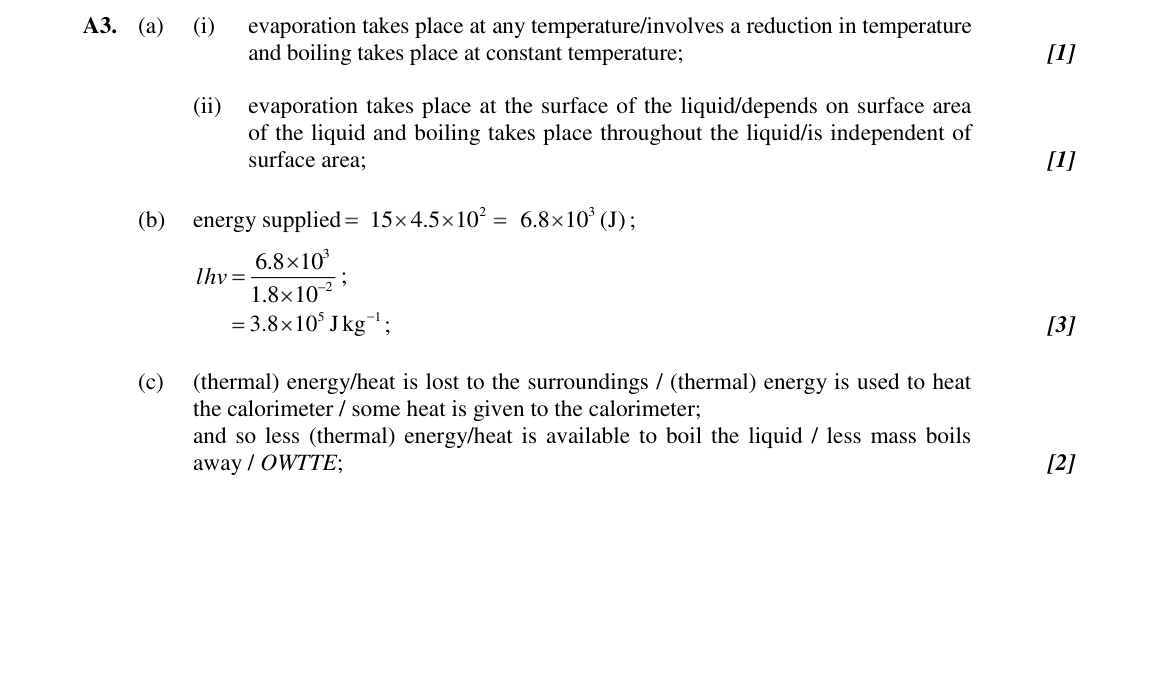 A3. (a) (i) evaporation takes place at any temperature/involves a reduction in temperature
and boiling takes place at constant temperature; [1]
(ii) evaporation takes place at the surface of the liquid/depends on surface area
of the liquid and boiling takes place throughout the liquid/is independent of
surface area; [1]
(b) energy supplied = 15×4.5×10² = 6.8×10³ (J);
lhv = 6.8×10³ / 1.8×10⁻² ;
= 3.8×10⁵ J kg⁻¹; [3]
(c) (thermal) energy/heat is lost to the surroundings / (thermal) energy is used to heat
the calorimeter / some heat is given to the calorimeter;
and so less (thermal) energy/heat is available to boil the liquid / less mass boils
away / OWTTE; [2]